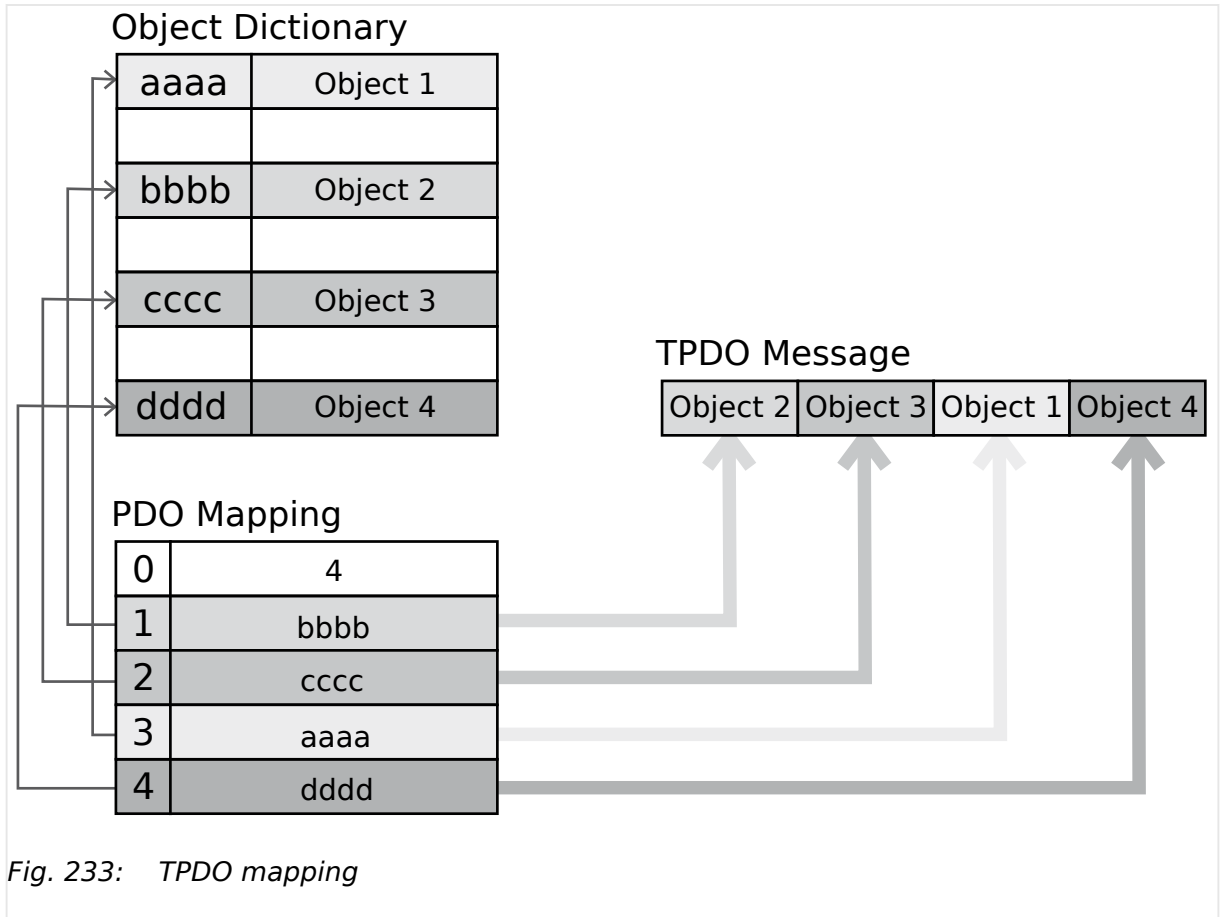 Object Dictionary
aaaa Object 1
bbbb Object 2
cccc Object 3
dddd Object 4
TPDO Message
Object 2 Object 3 Object 1 Object 4
PDO Mapping
0 4
1 bbbb
2 cccc
3 aaaa
4 dddd
Fig. 233: TPDO mapping